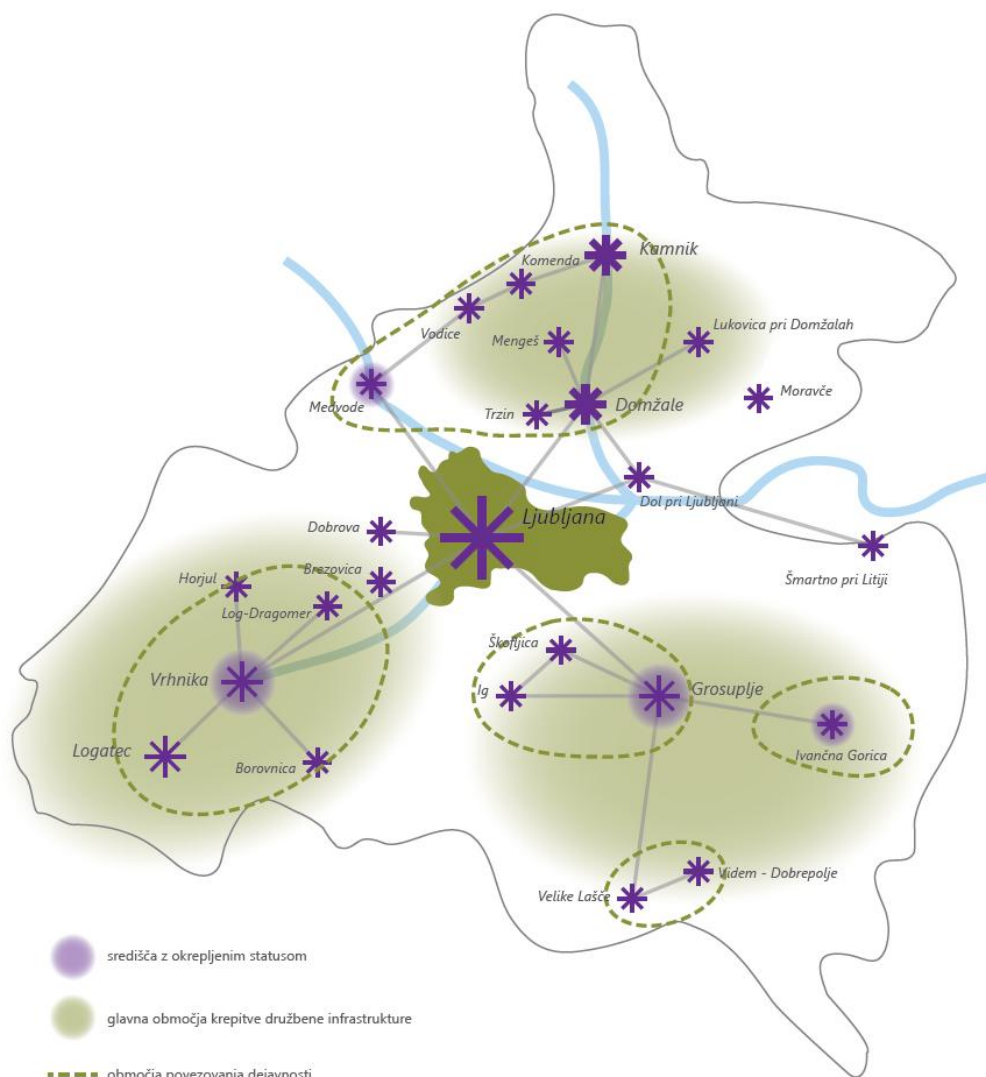 Kamnik
Komenda
Lukovica pri Domžalah
Vodice
Mengeš
Moravče
Medvode
Trzin
Domžale
Dol pri Ljubljani
Ljubljana
Dobrova
Brezovica
Horjul
Šmartno pri Litiji
Log-Dragomer
Škofljica
Vrhnika
Ig
Grosuplje
Logatec
Borovnica
Ivančna Gorica
Videm - Dobrepolje
Velike Lašče
središča z okrepljenim statusom
glavna območja krepitve družbene infrastrukture
območja povezovanja dejavnosti